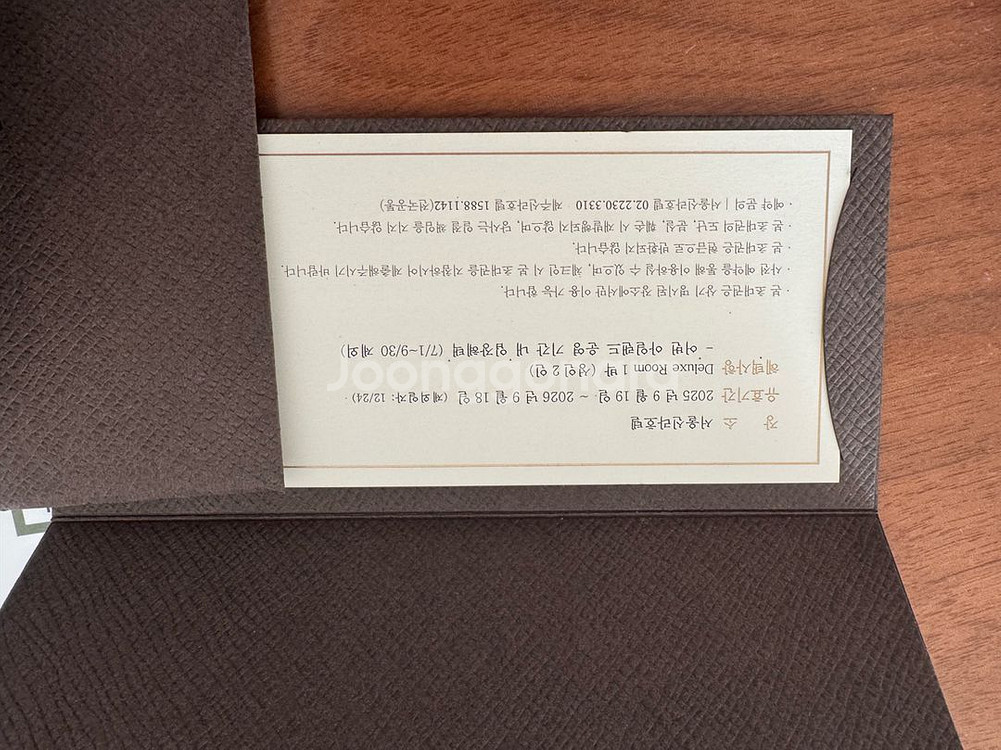 장 소 서울신라호텔
유효기간 2025년 9월 19일 ~ 2026년 9월 18일 (제외일자: 12/24)
혜택사항 Deluxe Room 1박 (성인 2인)
- 어번 아일랜드 운영 기간 내 입장혜택 (7/1~9/30 제외)
· 본 초대권은 상기 명시된 장소에서만 이용 가능 합니다.
· 사전 예약을 통해 이용하실 수 있으며, 체크인 시 본 초대권을 지참하시어 제출해주시기 바랍니다.
· 본 초대권은 현금으로 반환되지 않습니다.
· 본 초대권의 도난, 분실, 훼손 시 재발행되지 않으며, 당사는 일절 책임을 지지 않습니다.
· 예약 문의 | 서울신라호텔 02.2230.3310 제주신라호텔 1588.1142(전국공통)
Joonggonara